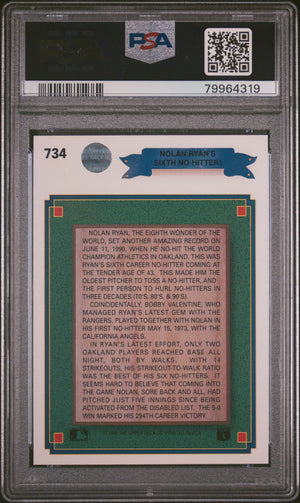 PSA
79964319
734
NOLAN RYAN'S
SIXTH NO-HITTER!
NOLAN RYAN, THE EIGHTH WONDER OF THE
WORLD, SET ANOTHER AMAZING RECORD ON
JUNE 11, 1990, WHEN HE NO-HIT THE WORLD
CHAMPION ATHLETICS IN OAKLAND. THIS WAS
RYAN'S SIXTH CAREER NO-HITTER COMING AT
THE TENDER AGE OF 43. THIS MADE HIM THE
OLDEST PITCHER TO TOSS A NO-HITTER, AND
THE FIRST PERSON TO HURL NO-HITTERS IN
THREE DECADES (70'S, 80'S, & 90'S).
COINCIDENTALLY, BOBBY VALENTINE, WHO
MANAGED RYAN'S LATEST GEM WITH THE
RANGERS, PLAYED TOGETHER WITH NOLAN IN
HIS FIRST NO-HITTER MAY 15, 1973, WITH THE
CALIFORNIA ANGELS.
IN RYAN'S LATEST EFFORT, ONLY TWO
OAKLAND PLAYERS REACHED BASE ALL
NIGHT, BOTH BY WALKS. WITH 14
STRIKEOUTS, HIS STRIKEOUT-TO-WALK RATIO
WAS THE BEST OF HIS SIX NO-HITTERS. IT
SEEMS HARD TO BELIEVE THAT COMING INTO
THE GAME NOLAN, SORE BACK AND ALL, HAD
PITCHED JUST FIVE INNINGS SINCE BEING
ACTIVATED FROM THE DISABLED LIST. THE 5-0
WIN MARKED HIS 294TH CAREER VICTORY.